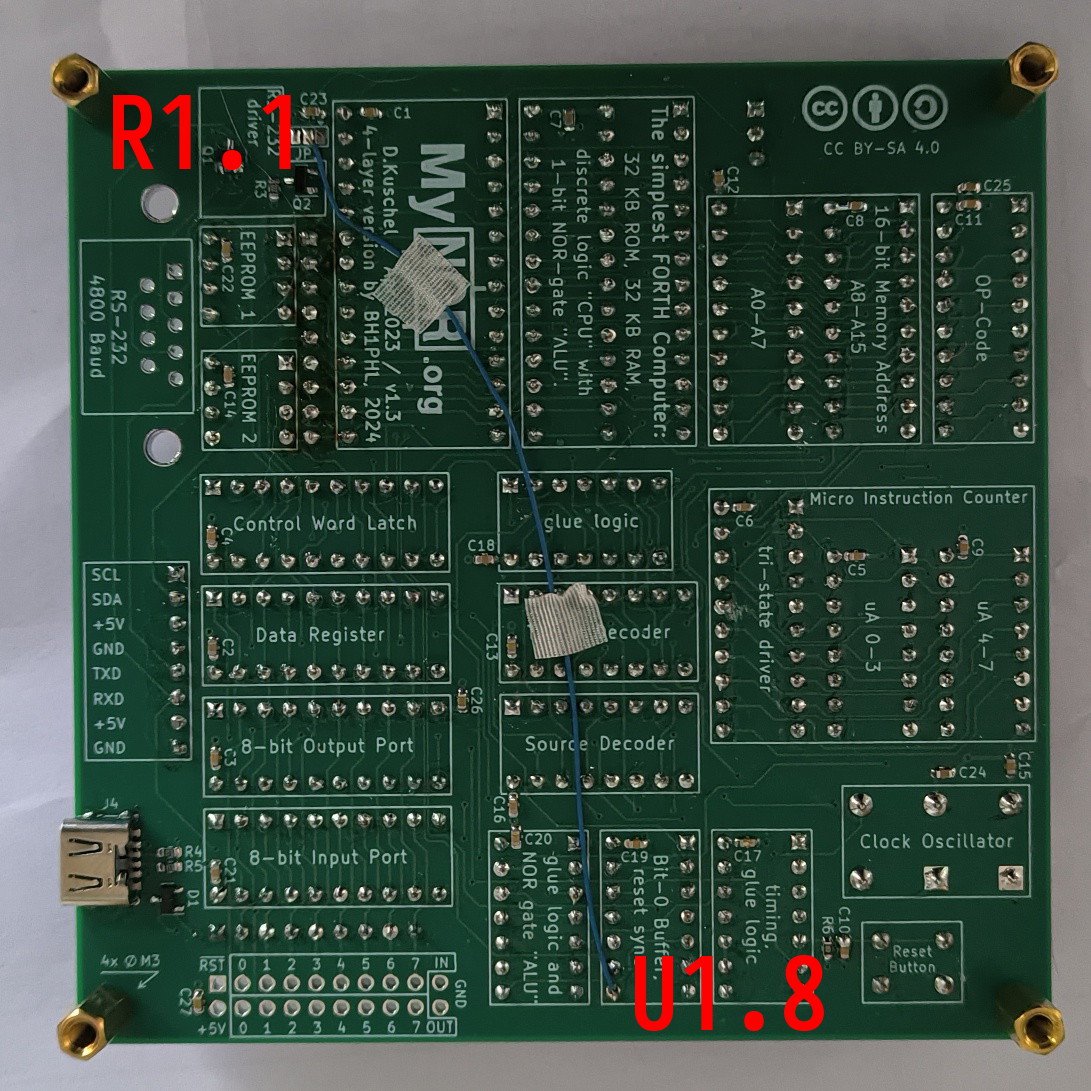 R1.1
U1.8
C23
RS-232
driver
R3
Q2
C1
4-layer version by BH1PHL, 2024
D.Kuschel
2023 / v1.3
.org
C7
The simplest FORTH Computer:
32 KB ROM, 32 KB RAM,
discrete logic "CPU" with
1-bit NOR-gate "ALU".
CC BY-SA 4.0
C12
C25
C11
C8
16-bit Memory Address
A8-A15
A0-A7
OP-Code
RS-232
4800 Baud
EEPROM 1
C22
EEPROM 2
C14
Control Word Latch
C4
glue logic
C18
Micro Instruction Counter
C6
C5
C9
tri-state driver
uA 0-3
uA 4-7
SCL
SDA
+5V
GND
TXD
RXD
+5V
GND
Data Register
C2
C13
ecoder
C26
8-bit Output Port
C3
Source Decoder
C16
C24
C15
Clock Oscillator
J4
R4
R5
D1
8-bit Input Port
C21
C20
glue logic and
NOR gate "ALU"
C19
Bit-0 Buffer,
reset syn
C17
timing,
glue logic
R6
C10
Reset
Button
4x Ø M3
RST 0 1 2 3 4 5 6 7 IN
GND
C27
+5V 0 1 2 3 4 5 6 7 OUT